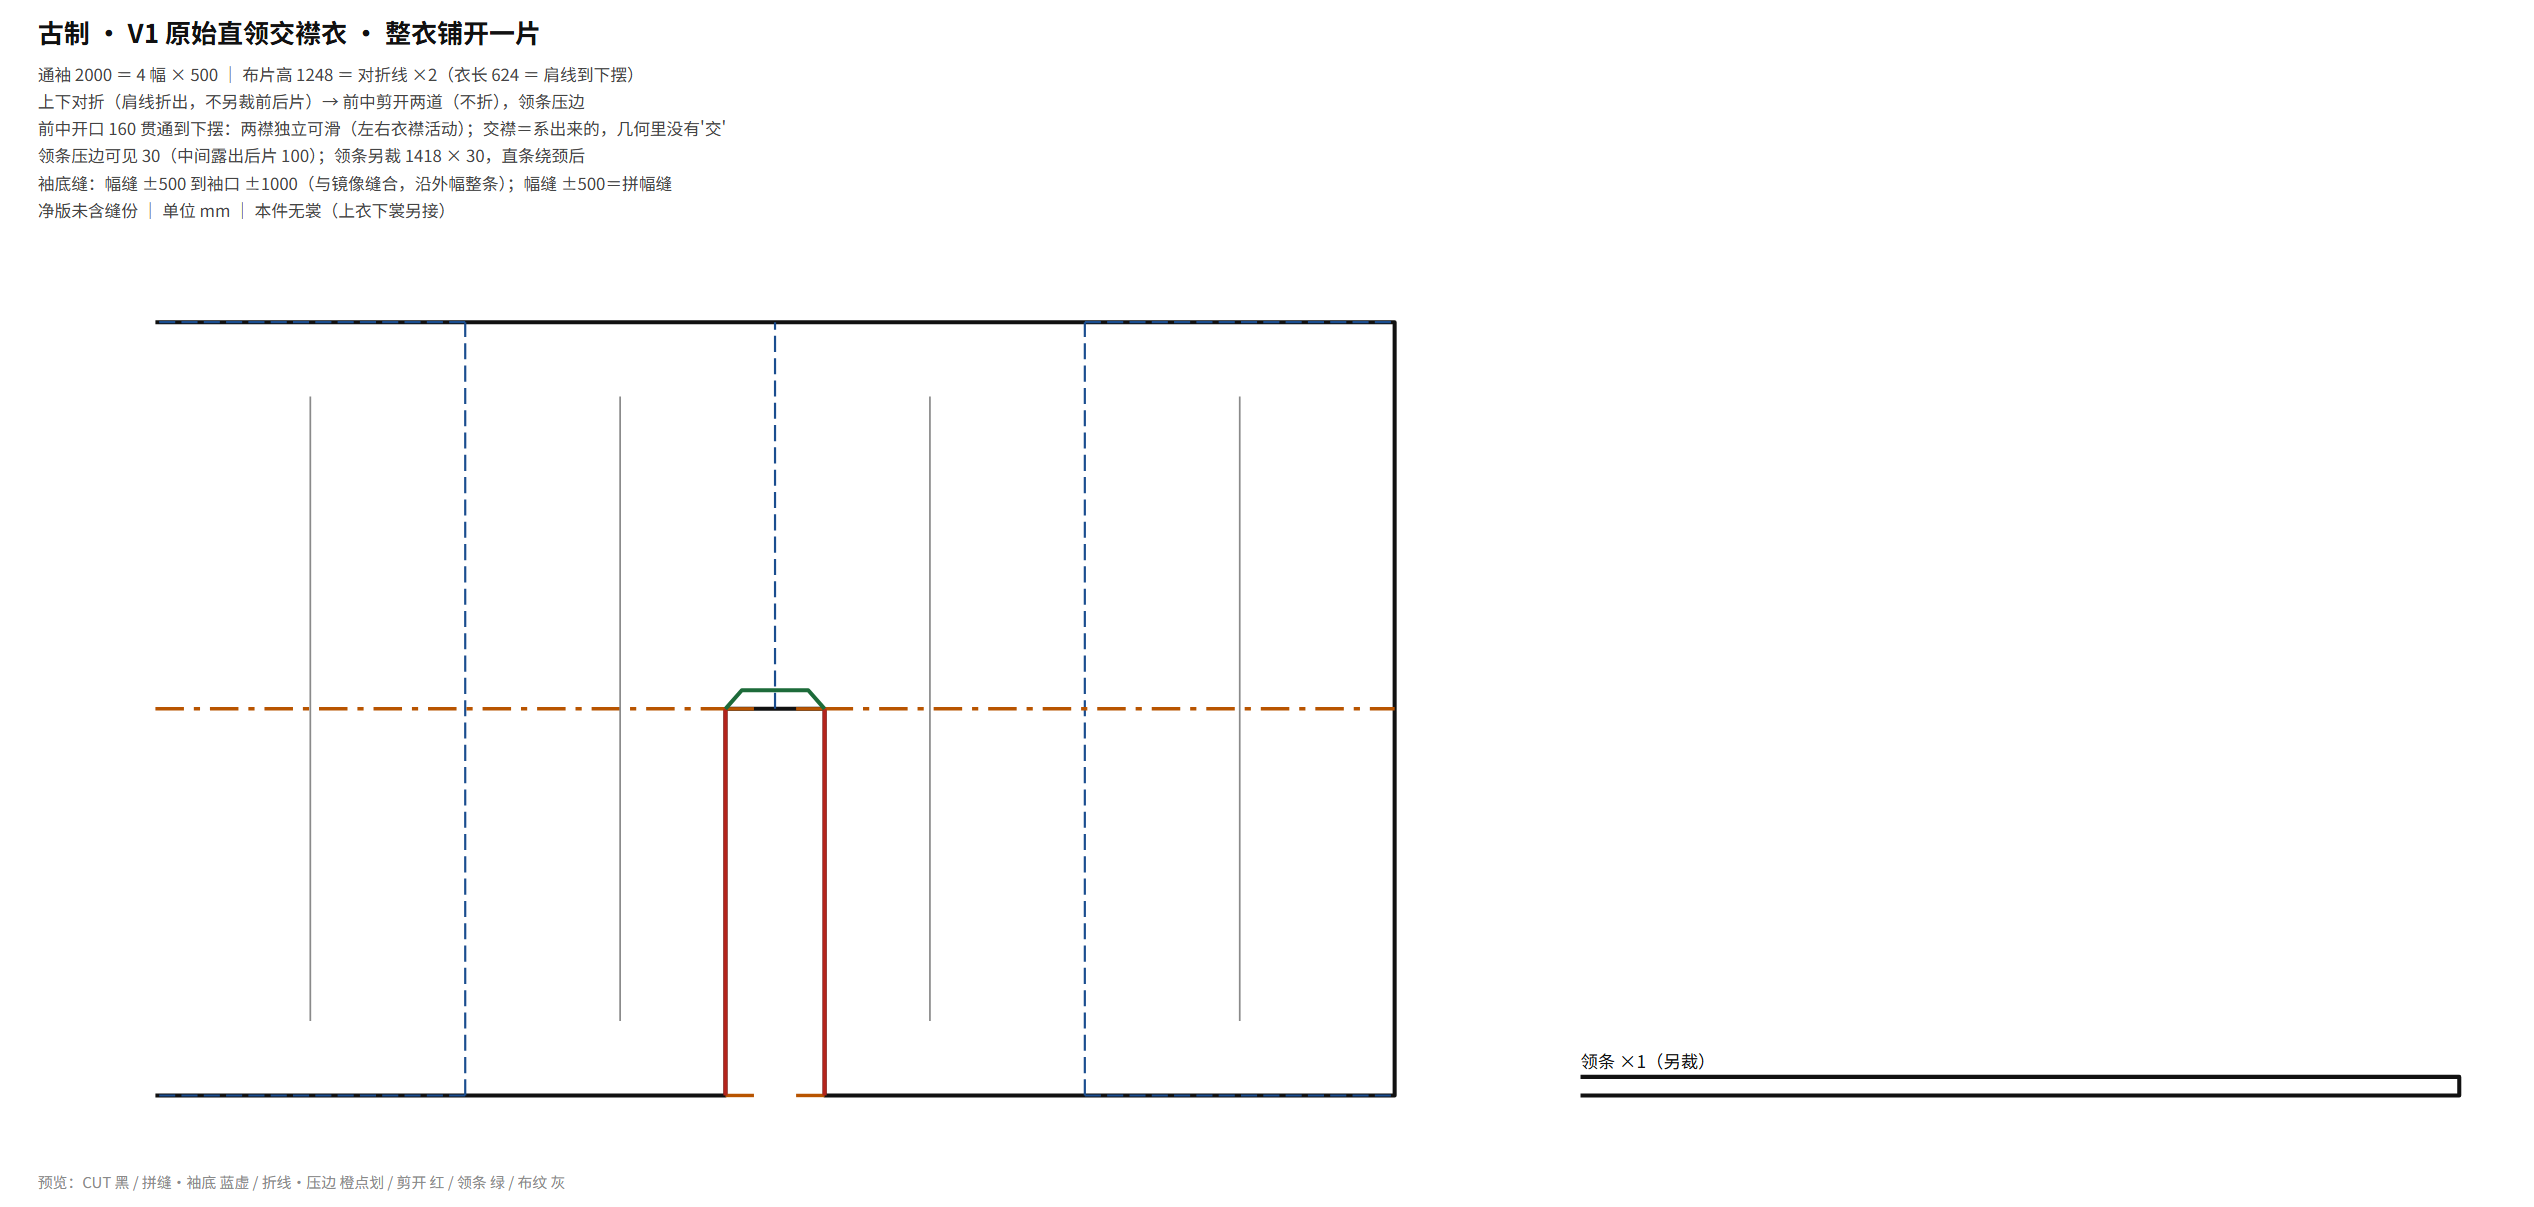 古制 · V1 原始直领交襟衣 · 整衣铺开一片
通袖 2000 = 4 幅 × 500 ｜ 布片高 1248 = 对折线 ×2（衣长 624 = 肩线到下摆）
上下对折（肩线折出，不另裁前后片）→ 前中剪开两道（不折），领条压边
前中开口 160 贯通到下摆：两襟独立可滑（左右衣襟活动）；交襟＝系出来的，几何里没有'交'
领条压边可见 30（中间露出后片 100）；领条另裁 1418 × 30，直条绕颈后
袖底缝：幅缝 ±500 到袖口 ±1000（与镜像缝合，沿外幅整条）；幅缝 ±500＝拼幅缝
净版未含缝份 ｜ 单位 mm ｜ 本件无裳（上衣下裳另接）
领条 ×1（另裁）
预览：CUT 黑 / 拼缝·袖底 蓝虚 / 折线·压边 橙点划 / 剪开 红 / 领条 绿 / 布纹 灰